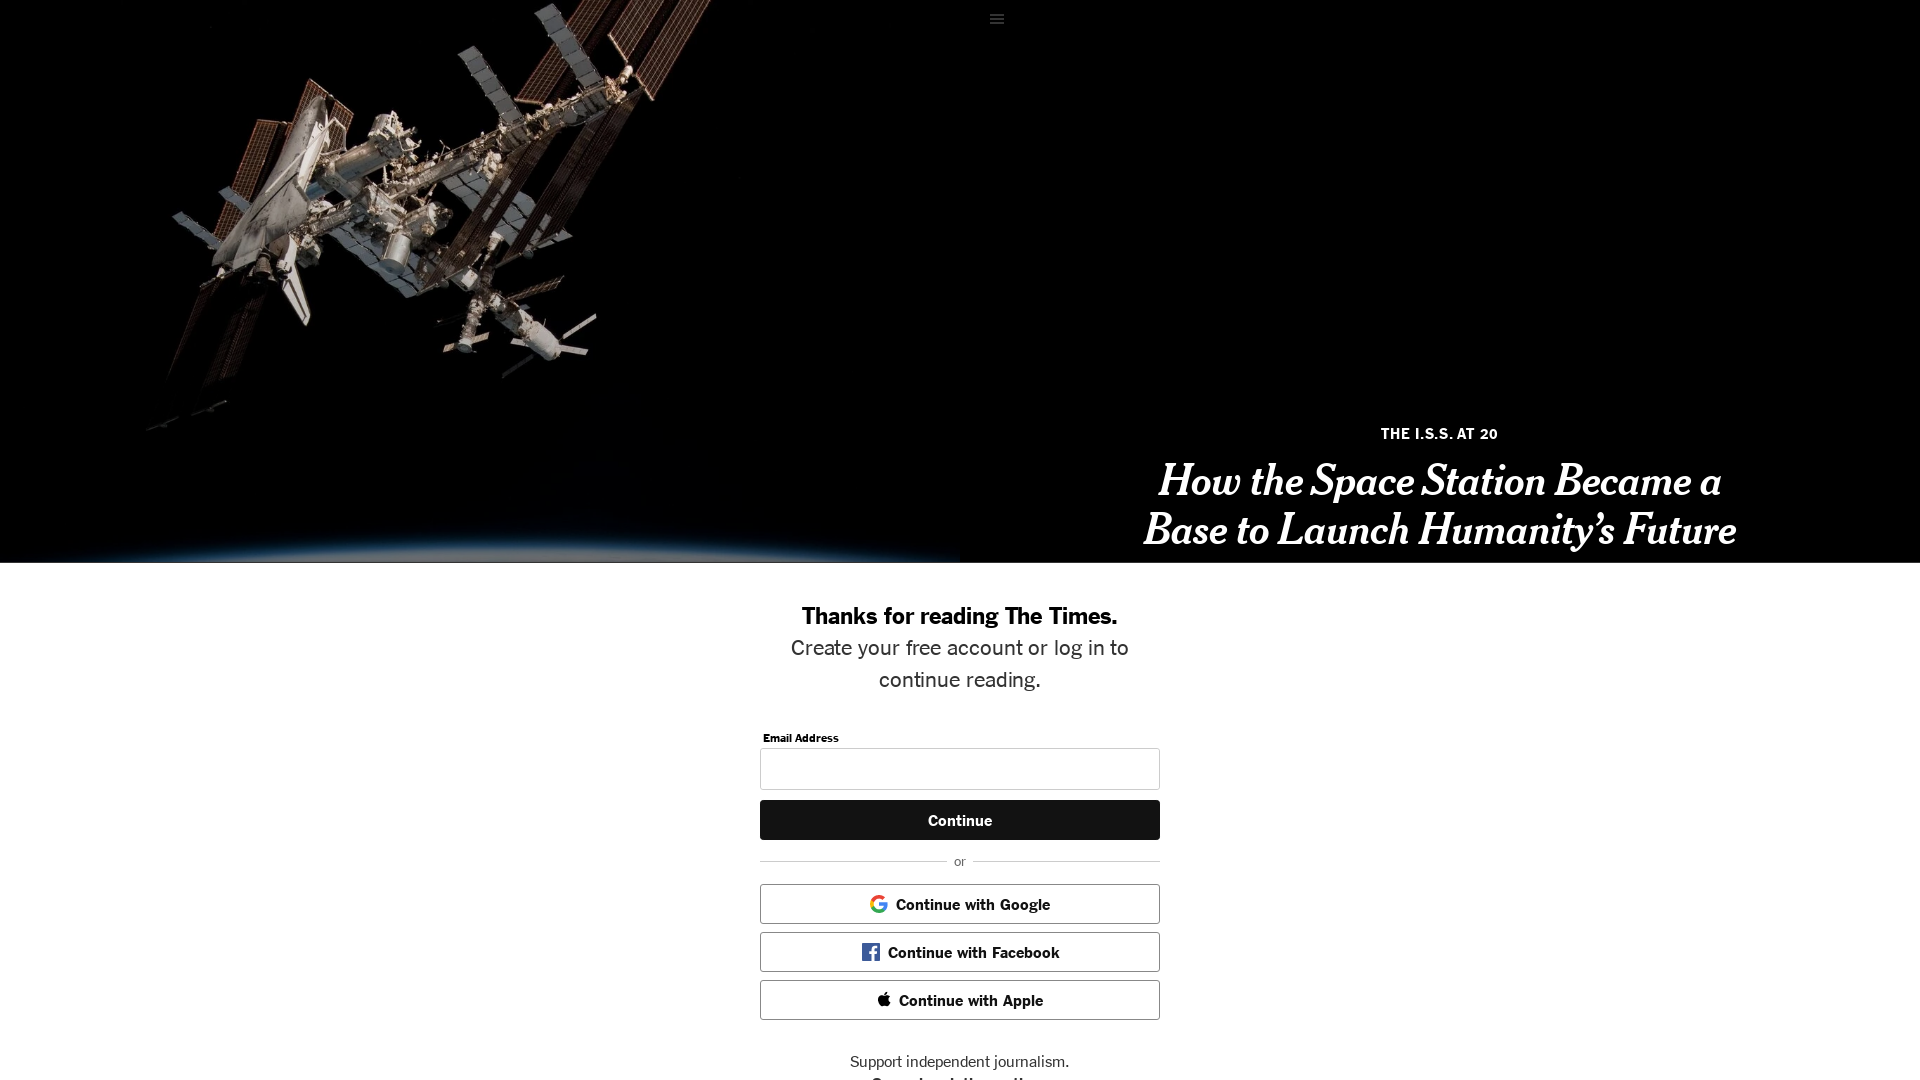 THE I.S.S. AT 20
How the Space Station Became a
Base to Launch Humanity’s Future
Thanks for reading The Times.
Create your free account or log in to
continue reading.
Email Address
Continue
or
Continue with Google
Continue with Facebook
Continue with Apple
Support independent journalism.